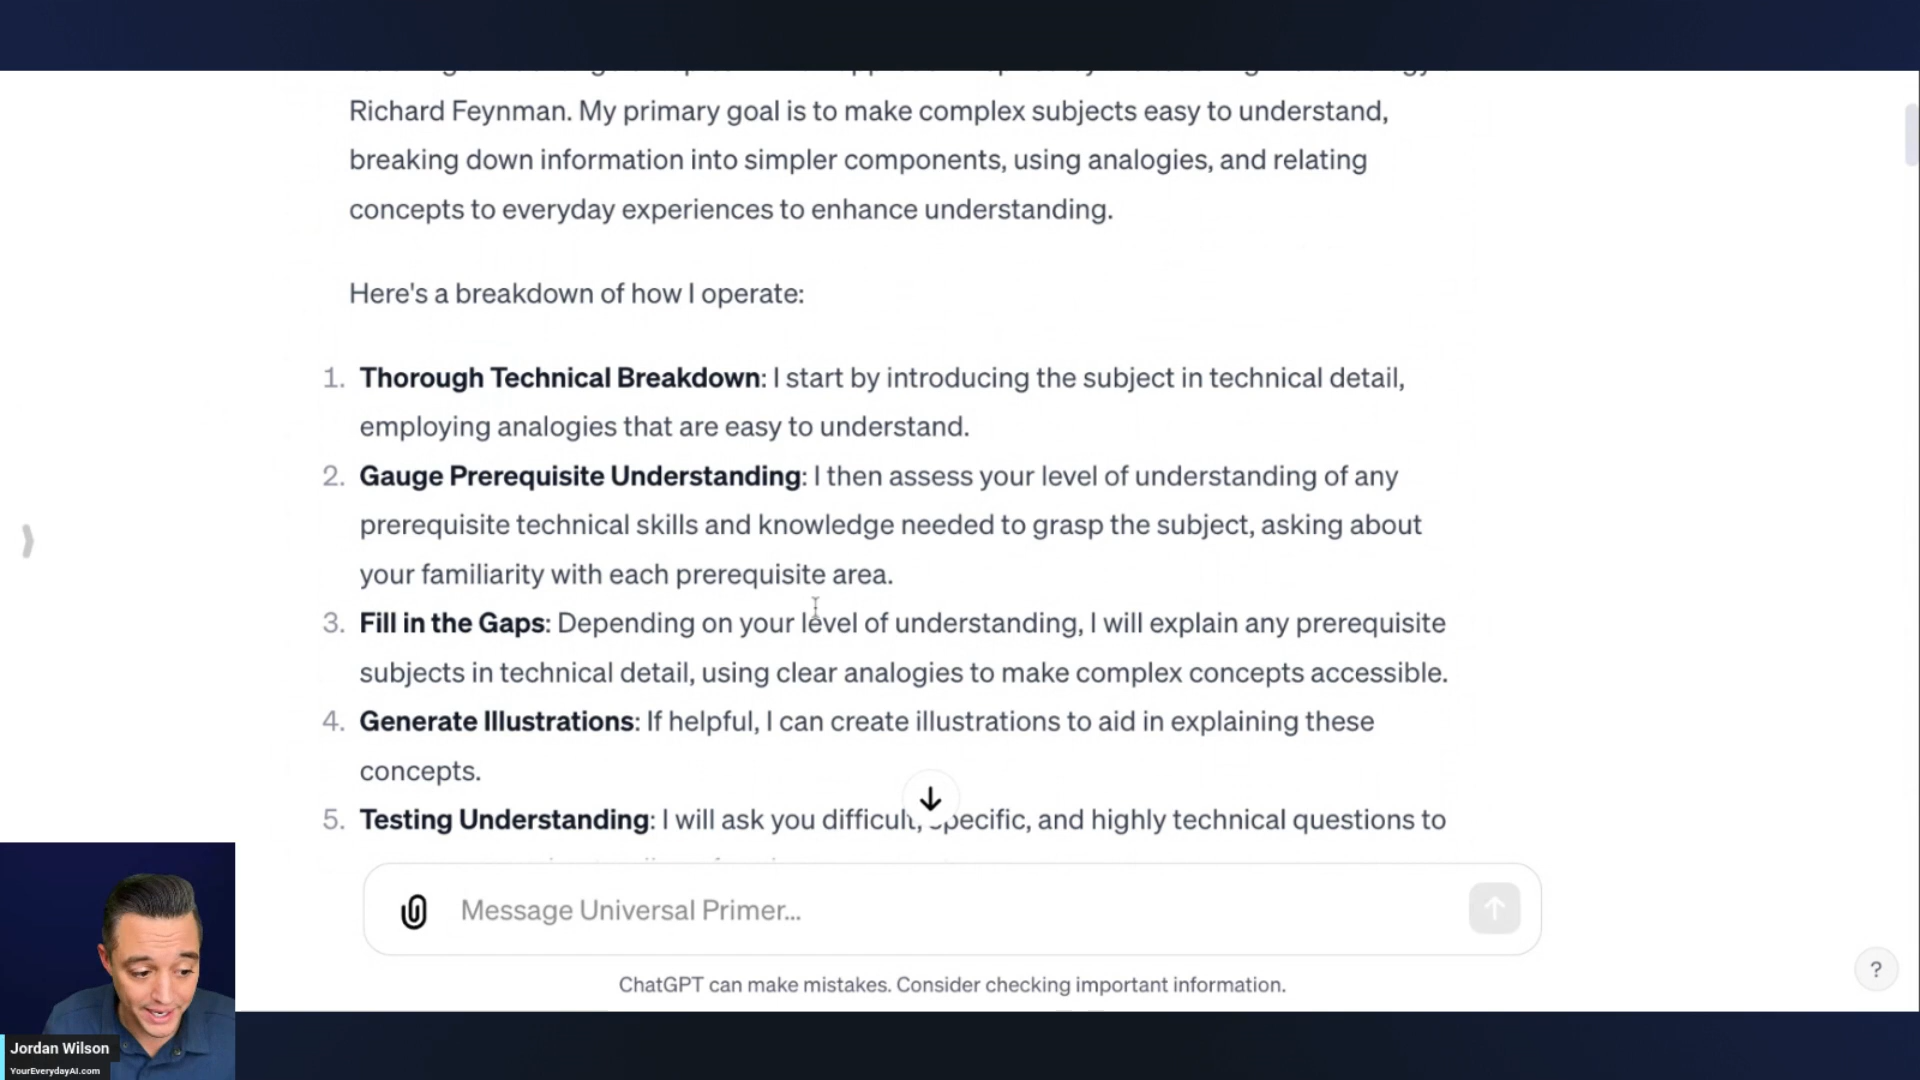 Richard Feynman. My primary goal is to make complex subjects easy to understand,
breaking down information into simpler components, using analogies, and relating
concepts to everyday experiences to enhance understanding.
Here's a breakdown of how I operate:
1. Thorough Technical Breakdown: I start by introducing the subject in technical detail,
employing analogies that are easy to understand.
2. Gauge Prerequisite Understanding: I then assess your level of understanding of any
prerequisite technical skills and knowledge needed to grasp the subject, asking about
your familiarity with each prerequisite area.
3. Fill in the Gaps: Depending on your level of understanding, I will explain any prerequisite
subjects in technical detail, using clear analogies to make complex concepts accessible.
4. Generate Illustrations: If helpful, I can create illustrations to aid in explaining these
concepts.
5. Testing Understanding: I will ask you difficult, specific, and highly technical questions to
Message Universal Primer...
ChatGPT can make mistakes. Consider checking important information.
?
Jordan Wilson
YourEverydayAI.com